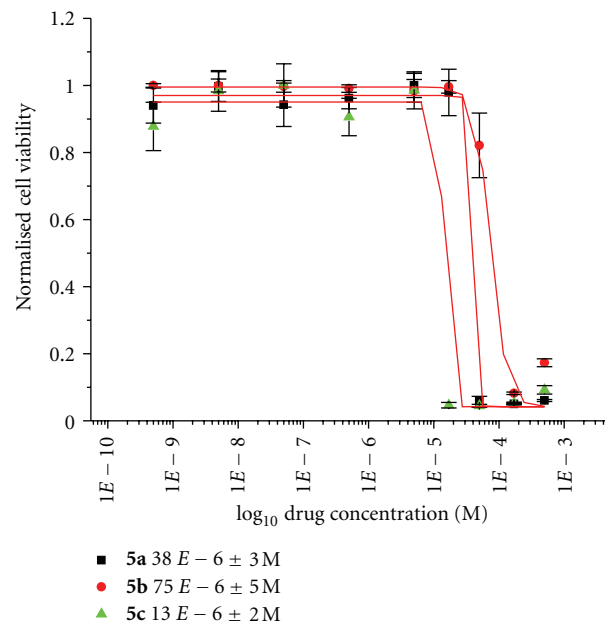 Normalised cell viability
1.2
1
0.8
0.6
0.4
0.2
0
1E − 10
1E − 9
1E − 8
1E − 7
1E − 6
1E − 5
1E − 4
1E − 3
log₁₀ drug concentration (M)
5a 38 E − 6 ± 3 M
5b 75 E − 6 ± 5 M
5c 13 E − 6 ± 2 M